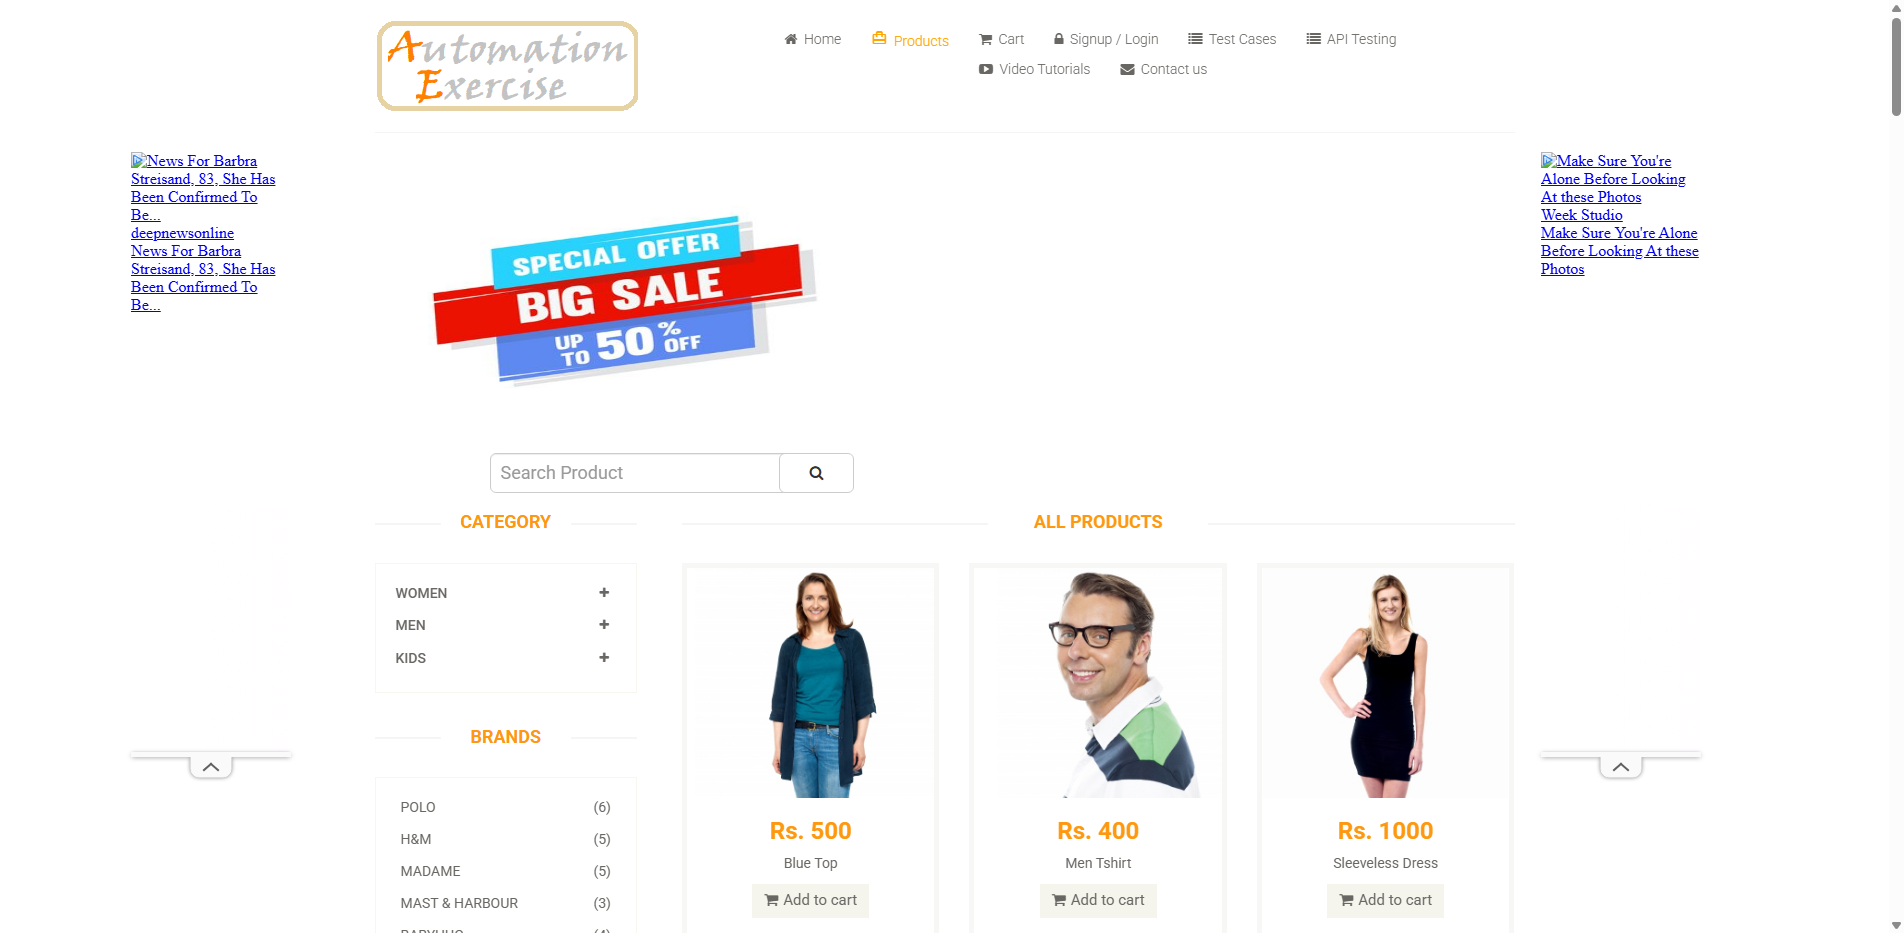 Automation
Exercise
Home
Products
Cart
Signup / Login
Test Cases
API Testing
Video Tutorials
Contact us
News For Barbra
Streisand, 83, She Has
Been Confirmed To
Be...
deepnewsonline
News For Barbra
Streisand, 83, She Has
Been Confirmed To
Be...
Make Sure You're
Alone Before Looking
At these Photos
Week Studio
Make Sure You're Alone
Before Looking At these
Photos
SPECIAL OFFER
BIG SALE
UP TO 50% OFF
Search Product
CATEGORY
WOMEN
MEN
KIDS
BRANDS
POLO (6)
H&M (5)
MADAME (5)
MAST & HARBOUR (3)
ALL PRODUCTS
Rs. 500
Blue Top
Add to cart
Rs. 400
Men Tshirt
Add to cart
Rs. 1000
Sleeveless Dress
Add to cart